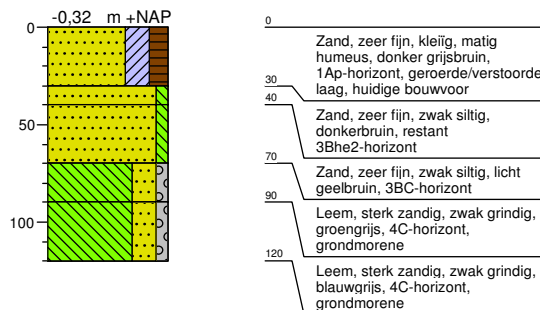 -0,32 m +NAP
0
50
100
0
Zand, zeer fijn, kleiïg, matig
humeus, donker grijsbruin,
1Ap-horizont, geroerde/verstoorde
laag, huidige bouwvoor
30
40
Zand, zeer fijn, zwak siltig,
donkerbruin, restant
3Bhe2-horizont
70
Zand, zeer fijn, zwak siltig, licht
geelbruin, 3BC-horizont
90
Leem, sterk zandig, zwak grindig,
groengrijs, 4C-horizont,
grondmorene
120
Leem, sterk zandig, zwak grindig,
blauwgrijs, 4C-horizont,
grondmorene